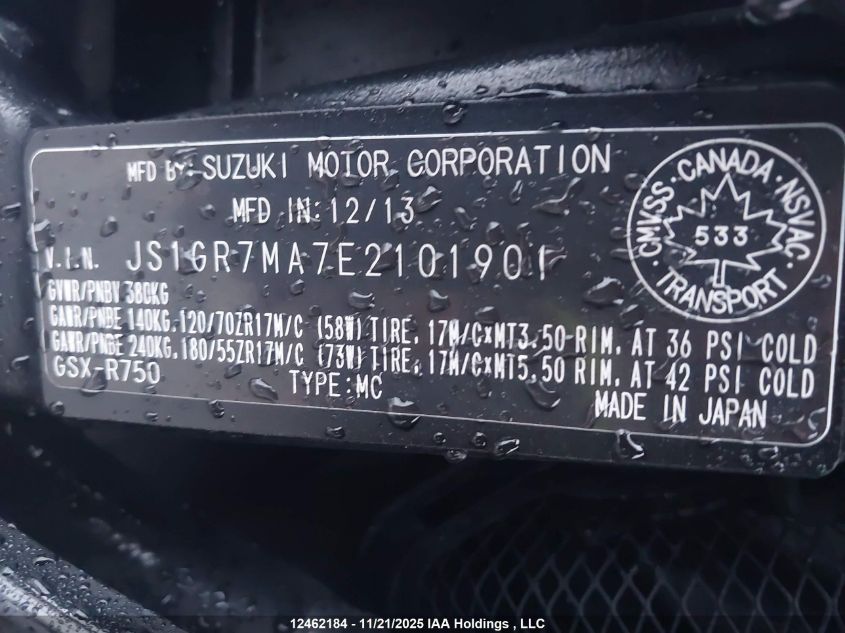 MFD BY: SUZUKI MOTOR CORPORATION
MFD IN: 12/13
V.I.N. JS1GR7MA7E2101901
GVWR/PNBV 380KG
GAWR/PNBE 140KG.120/70ZR17M/C (58W) TIRE. 17M/C×MT3.50 RIM. AT 36 PSI COLD
GAWR/PNBE 240KG.180/55ZR17M/C (73W) TIRE. 17M/C×MT5.50 RIM. AT 42 PSI COLD
GSX-R750
TYPE:MC
MADE IN JAPAN
CMVSS · CANADA · NSVAC · TRANSPORT ·
533
12462184 - 11/21/2025 IAA Holdings , LLC